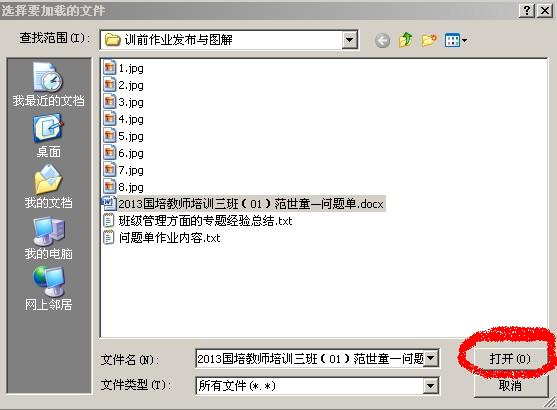 选择要加载的文件
查找范围(I):
训前作业发布与图解
我最近的文档
桌面
我的文档
我的电脑
网上邻居
1.jpg
2.jpg
3.jpg
4.jpg
5.jpg
6.jpg
7.jpg
8.jpg
2013国培教师培训三班（01）范世童—问题单.docx
班级管理方面的专题经验总结.txt
问题单作业内容.txt
文件名(N):
2013国培教师培训三班（01）范世童—问题
打开(O)
文件类型(T):
所有文件(*.*)
取消